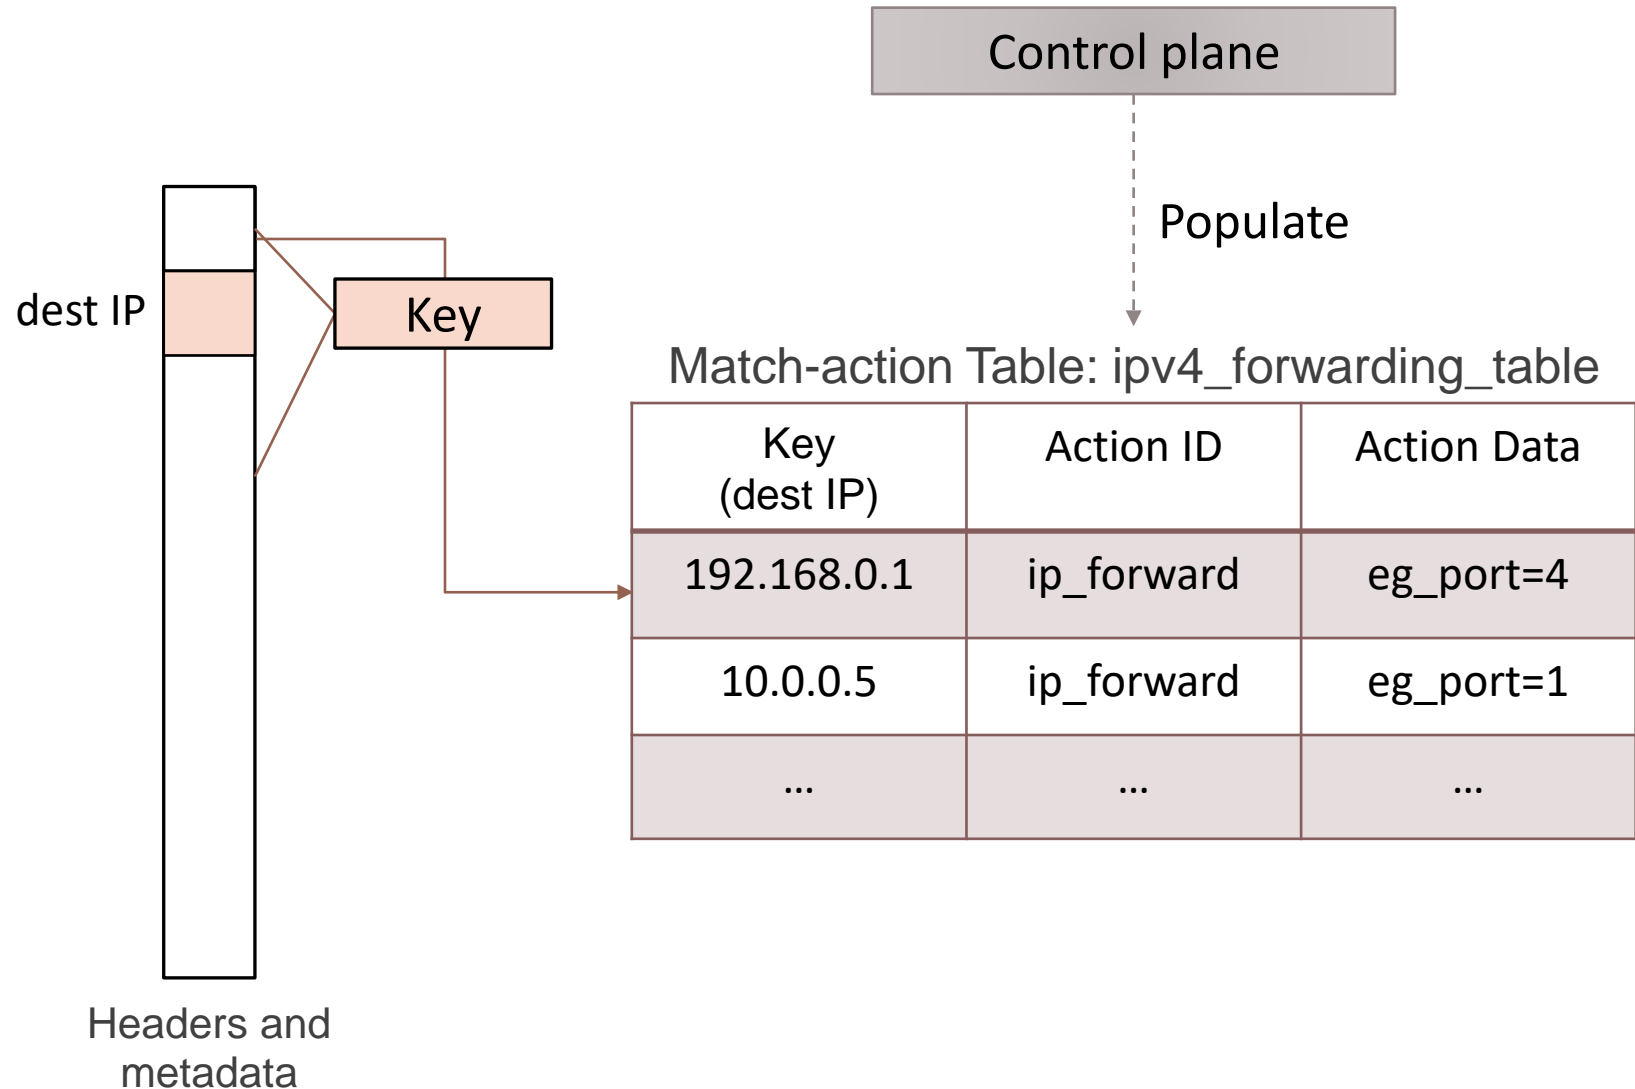 Control plane
Populate
dest IP
Key
Match-action Table: ipv4_forwarding_table
Key
(dest IP)
Action ID
Action Data
192.168.0.1
ip_forward
eg_port=4
10.0.0.5
ip_forward
eg_port=1
...
...
...
Headers and
metadata